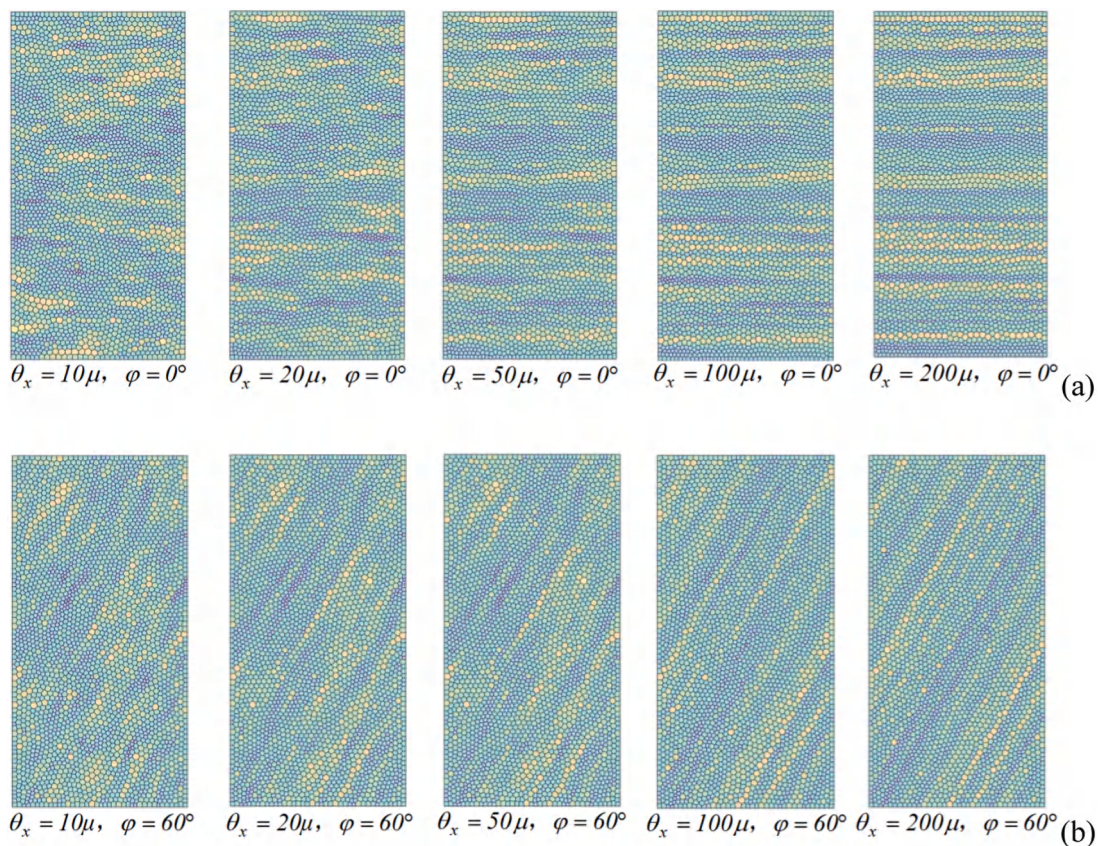 θx = 10μ, φ = 0° θx = 20μ, φ = 0° θx = 50μ, φ = 0° θx = 100μ, φ = 0° θx = 200μ, φ = 0° (a)
θx = 10μ, φ = 60° θx = 20μ, φ = 60° θx = 50μ, φ = 60° θx = 100μ, φ = 60° θx = 200μ, φ = 60° (b)